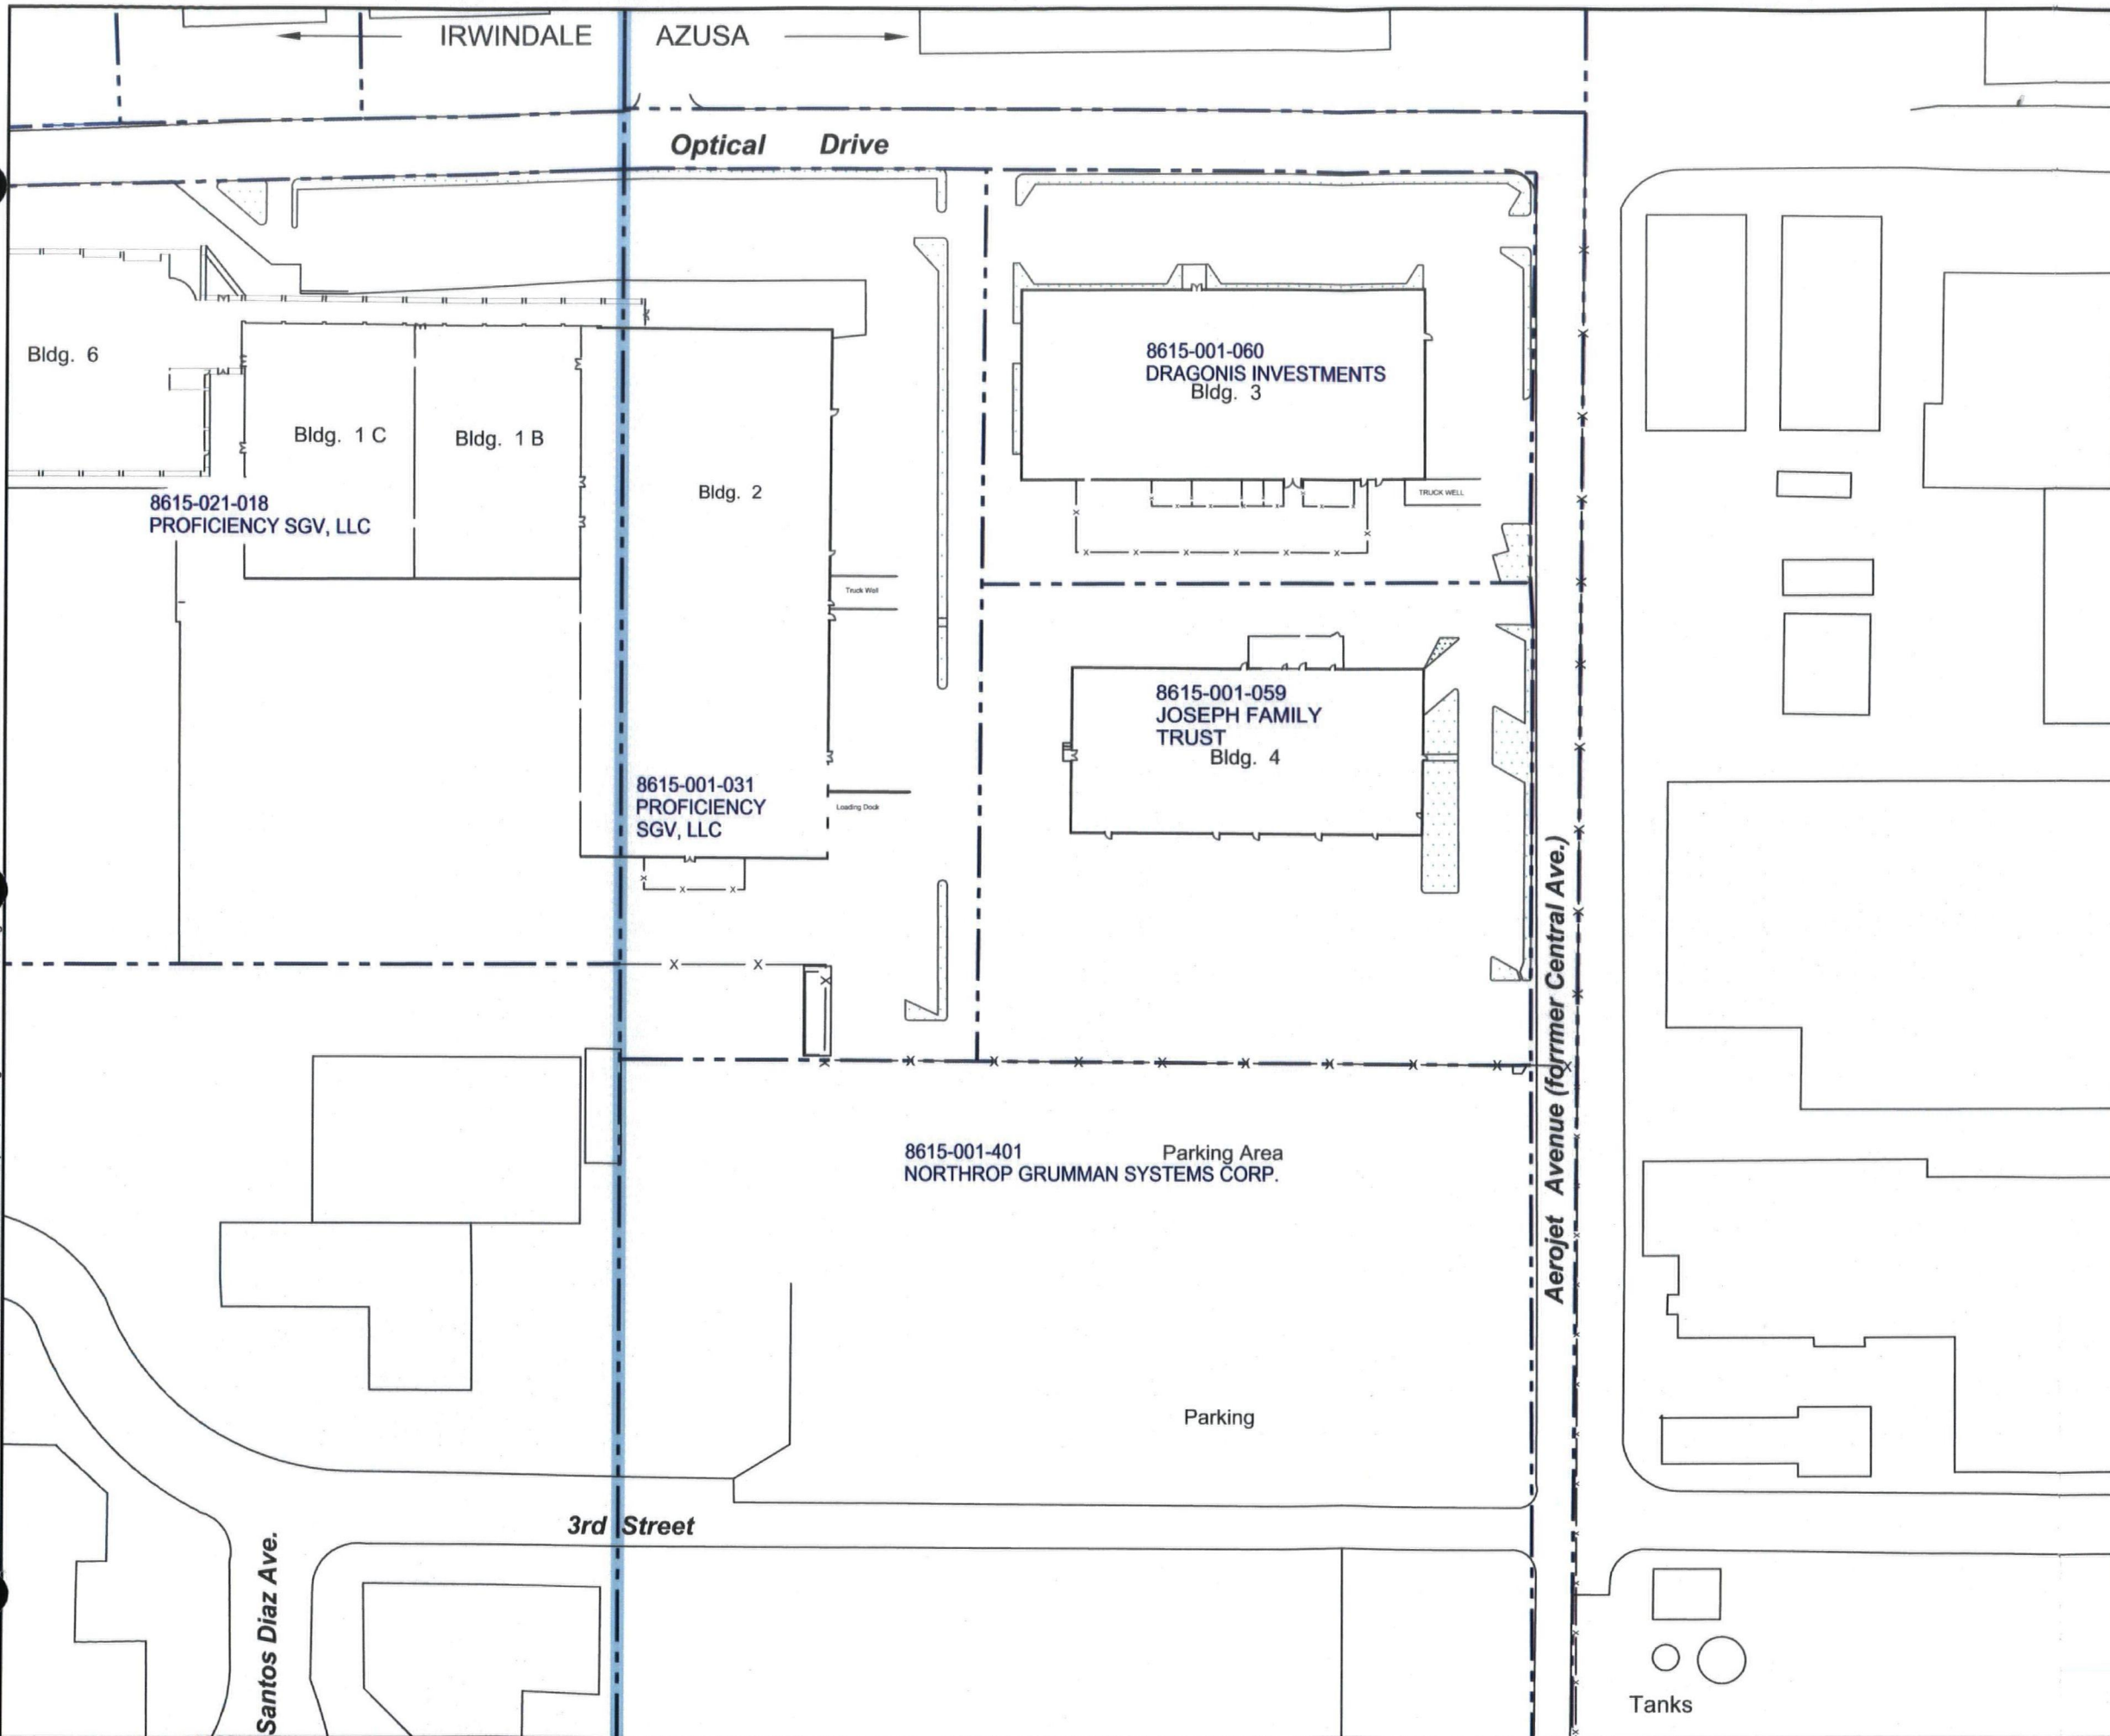 IRWINDALE AZUSA
Optical Drive
Bldg. 6
Bldg. 1 C
Bldg. 1 B
8615-021-018
PROFICIENCY SGV, LLC
Bldg. 2
Truck Well
8615-001-031
PROFICIENCY
SGV, LLC
Loading Dock
8615-001-060
DRAGONIS INVESTMENTS
Bldg. 3
TRUCK WELL
8615-001-059
JOSEPH FAMILY
TRUST
Bldg. 4
Aerojet Avenue (forrmer Central Ave.)
8615-001-401 Parking Area
NORTHROP GRUMMAN SYSTEMS CORP.
Parking
3rd Street
Santos Diaz Ave.
Tanks